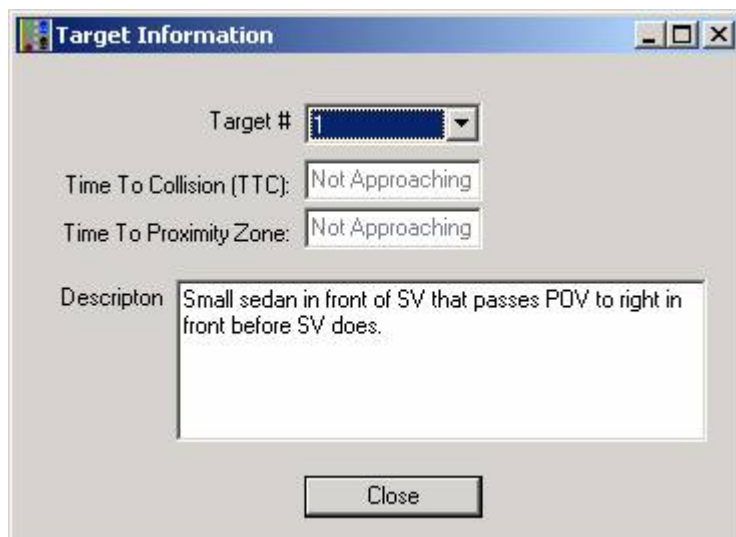 Target Information
Target #
1
Time To Collision (TTC):
Not Approaching
Time To Proximity Zone:
Not Approaching
Descripton
Small sedan in front of SV that passes POV to right in
front before SV does.
Close